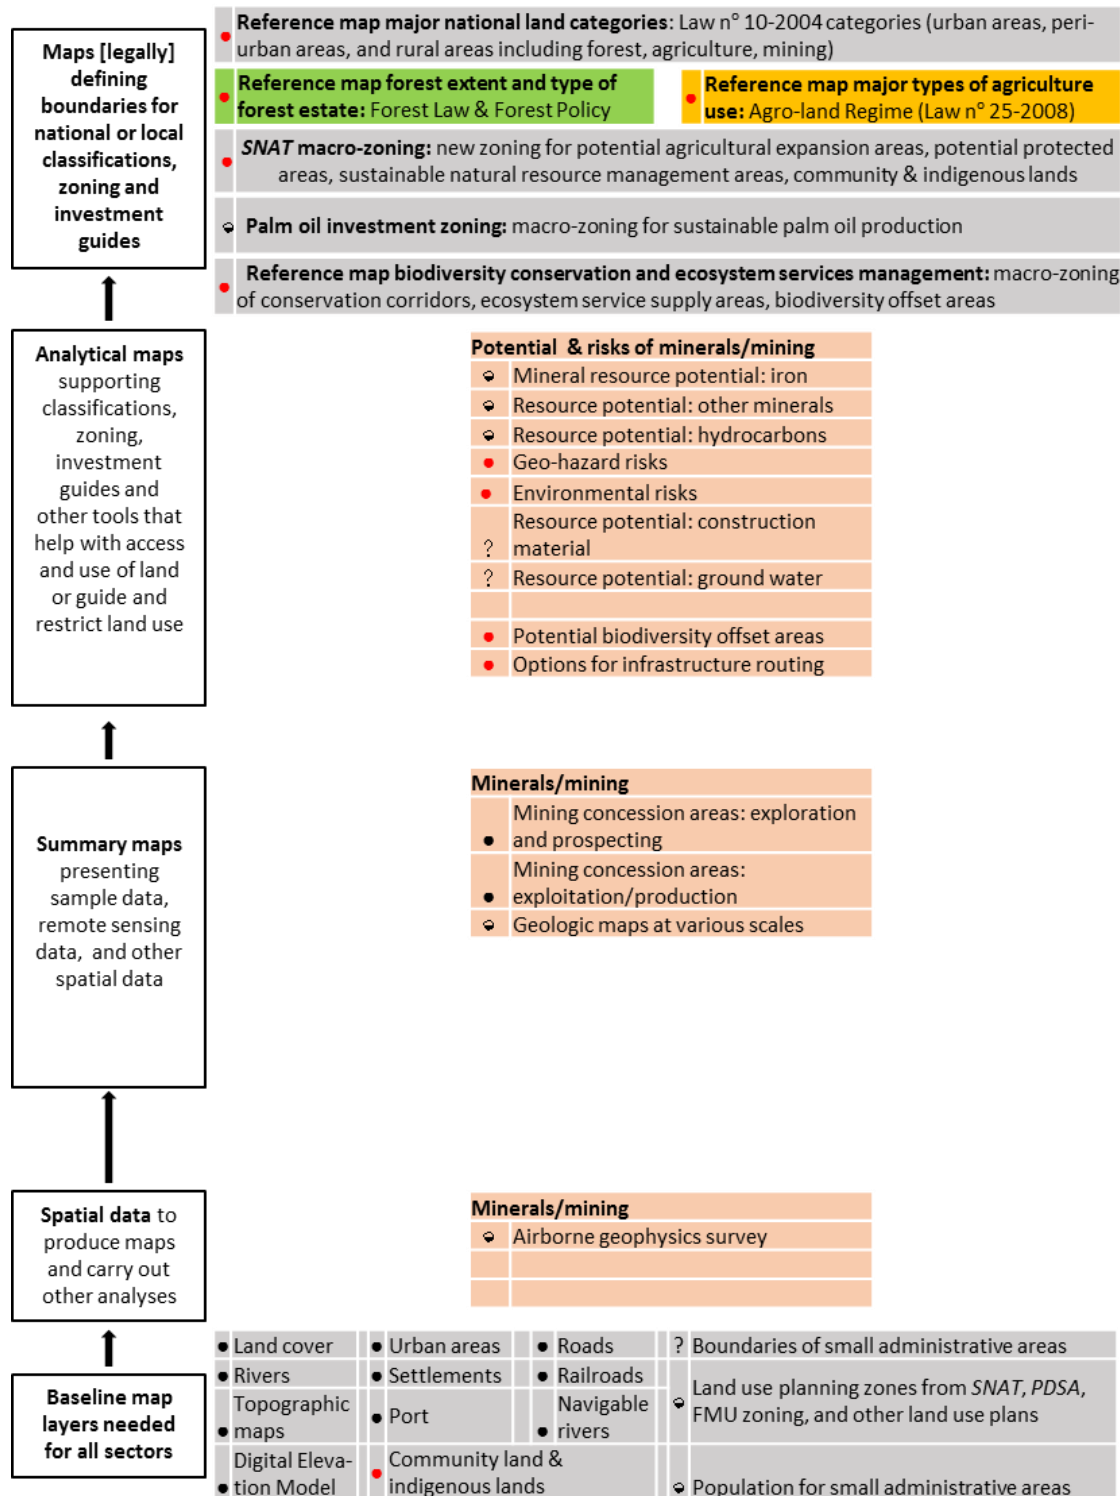 Maps [legally]
defining
boundaries for
national or local
classifications,
zoning and
investment
guides
● Reference map major national land categories: Law n° 10-2004 categories (urban areas, peri-
urban areas, and rural areas including forest, agriculture, mining)
● Reference map forest extent and type of
forest estate: Forest Law & Forest Policy
● Reference map major types of agriculture
use: Agro-land Regime (Law n° 25-2008)
● SNAT macro-zoning: new zoning for potential agricultural expansion areas, potential protected
areas, sustainable natural resource management areas, community & indigenous lands
◒ Palm oil investment zoning: macro-zoning for sustainable palm oil production
● Reference map biodiversity conservation and ecosystem services management: macro-zoning
of conservation corridors, ecosystem service supply areas, biodiversity offset areas
Analytical maps
supporting
classifications,
zoning,
investment
guides and
other tools that
help with access
and use of land
or guide and
restrict land use
Potential & risks of minerals/mining
◒ Mineral resource potential: iron
◒ Resource potential: other minerals
◒ Resource potential: hydrocarbons
● Geo-hazard risks
● Environmental risks
Resource potential: construction
? material
? Resource potential: ground water
● Potential biodiversity offset areas
● Options for infrastructure routing
Summary maps
presenting
sample data,
remote sensing
data, and other
spatial data
Minerals/mining
Mining concession areas: exploration
● and prospecting
Mining concession areas:
● exploitation/production
◒ Geologic maps at various scales
Spatial data to
produce maps
and carry out
other analyses
Minerals/mining
◒ Airborne geophysics survey
Baseline map
layers needed
for all sectors
● Land cover
● Rivers
Topographic
● maps
Digital Eleva-
● tion Model
● Urban areas
● Settlements
● Port
● Community land &
indigenous lands
● Roads
● Railroads
Navigable
● rivers
? Boundaries of small administrative areas
◒ Land use planning zones from SNAT, PDSA,
FMU zoning, and other land use plans
◒ Population for small administrative areas